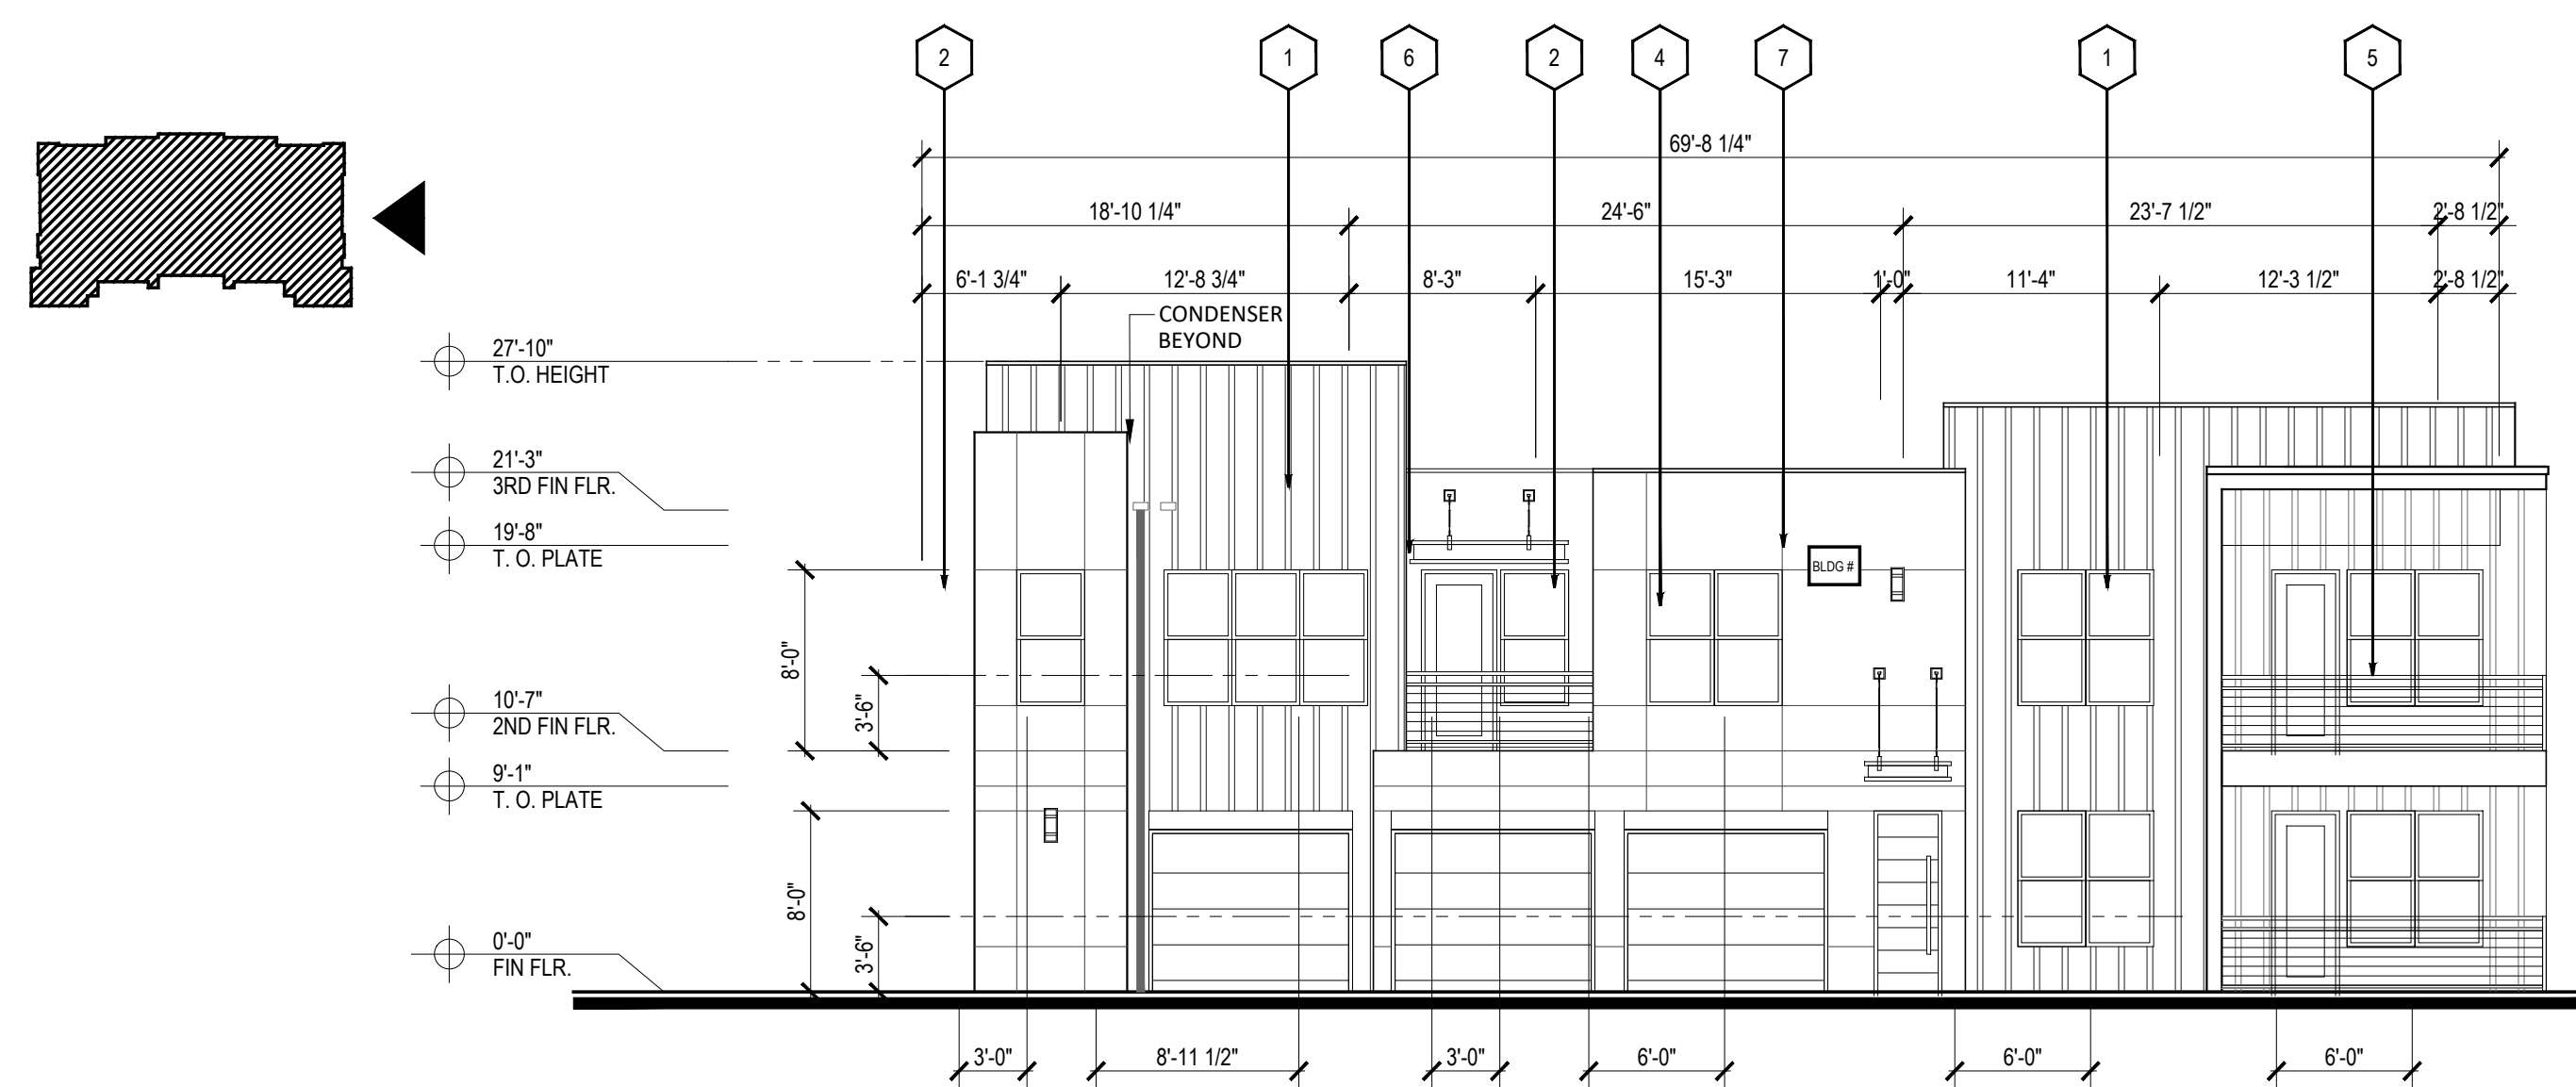 2 1 6 2 4 7 1 5
69'-8 1/4"
18'-10 1/4" 24'-6" 23'-7 1/2" 2'-8 1/2"
6'-1 3/4" 12'-8 3/4" 8'-3" 15'-3" 1'-0" 11'-4" 12'-3 1/2" 2'-8 1/2"
CONDENSER
BEYOND
27'-10"
T.O. HEIGHT
21'-3"
3RD FIN FLR.
19'-8"
T. O. PLATE
BLDG #
8'-0"
3'-6"
10'-7"
2ND FIN FLR.
9'-1"
T. O. PLATE
8'-0"
3'-6"
0'-0"
FIN FLR.
3'-0" 8'-11 1/2" 3'-0" 6'-0" 6'-0" 6'-0"